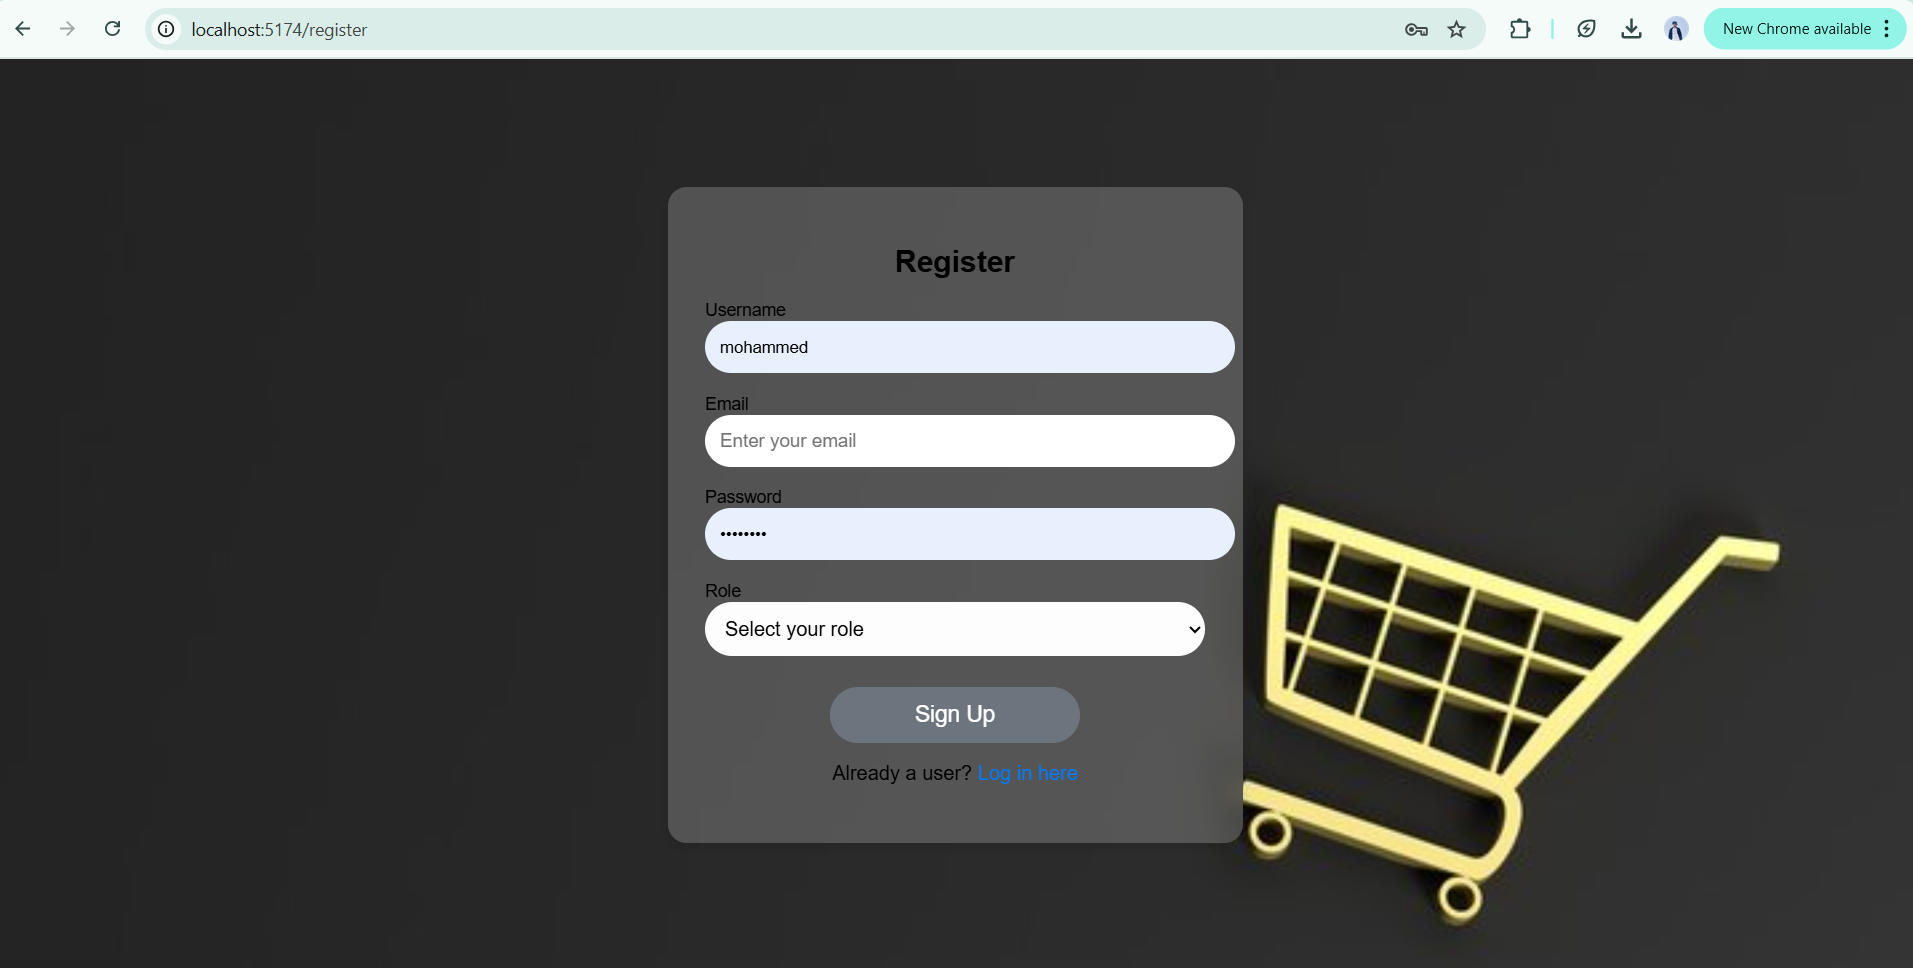 localhost:5174/register
New Chrome available
Register
Username
mohammed
Email
Enter your email
Password
••••••••
Role
Select your role
Sign Up
Already a user? Log in here